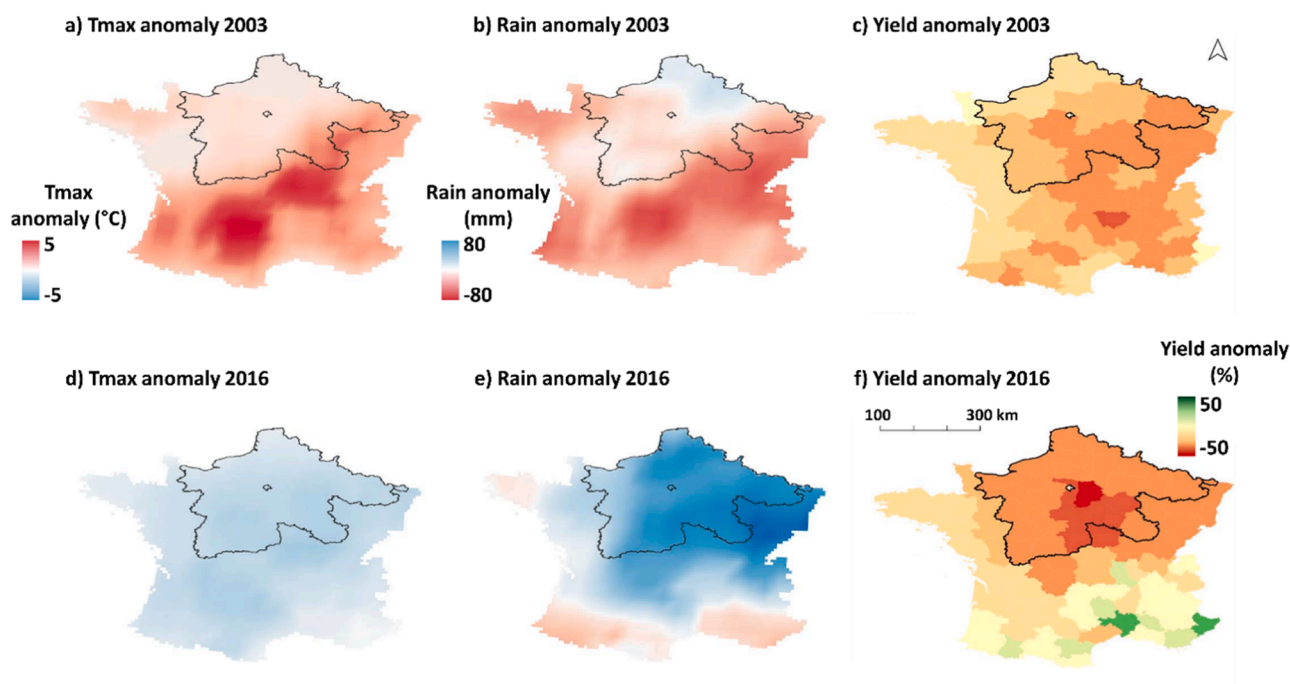 a) Tmax anomaly 2003
b) Rain anomaly 2003
c) Yield anomaly 2003
Tmax
anomaly (°C)
5
-5
Rain anomaly
(mm)
80
-80
d) Tmax anomaly 2016
e) Rain anomaly 2016
f) Yield anomaly 2016
Yield anomaly
(%)
50
-50
100 300 km